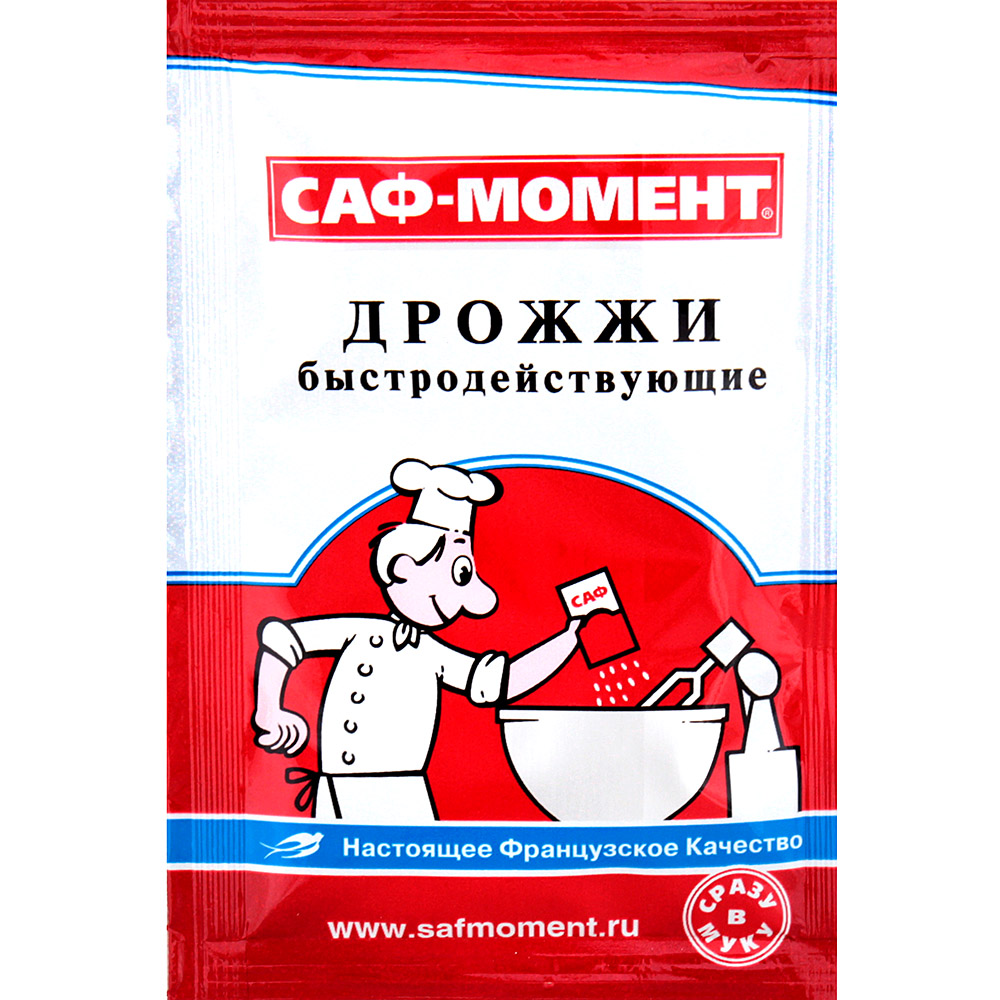 САФ-МОМЕНТ®
ДРОЖЖИ
быстродействующие
САФ
Настоящее Французское Качество
www.safmoment.ru
СРАЗУ
В
МУКУ